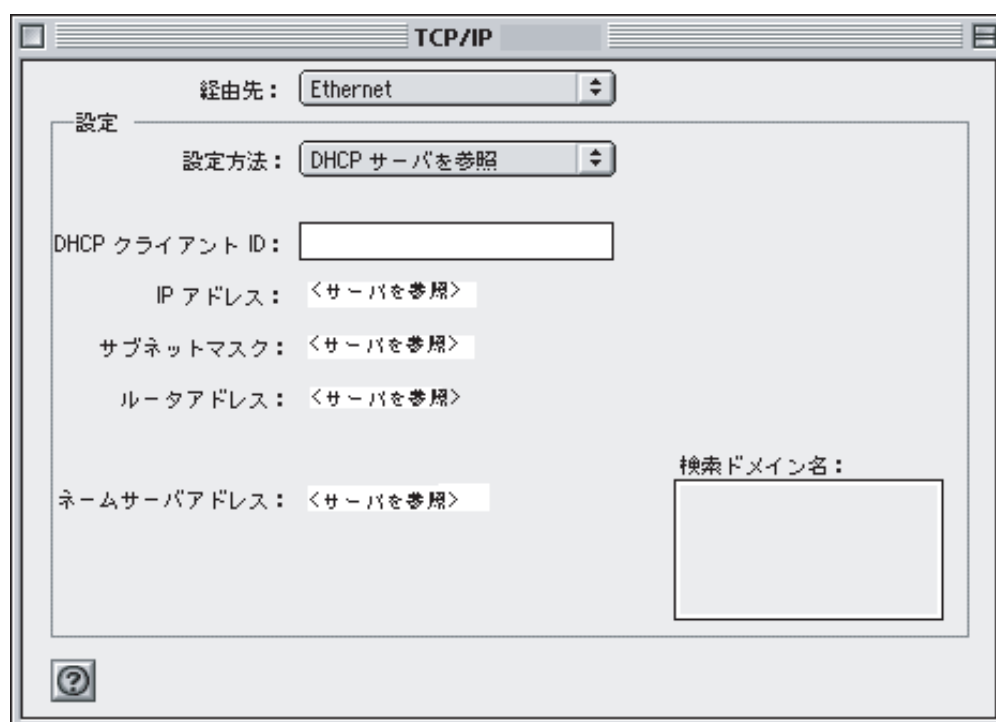 TCP/IP
経由先： Ethernet
設定
設定方法： DHCP サーバを参照
DHCP クライアント ID：
IP アドレス： <サーバを参照>
サブネットマスク： <サーバを参照>
ルータアドレス： <サーバを参照>
検索ドメイン名：
ネームサーバアドレス： <サーバを参照>
?